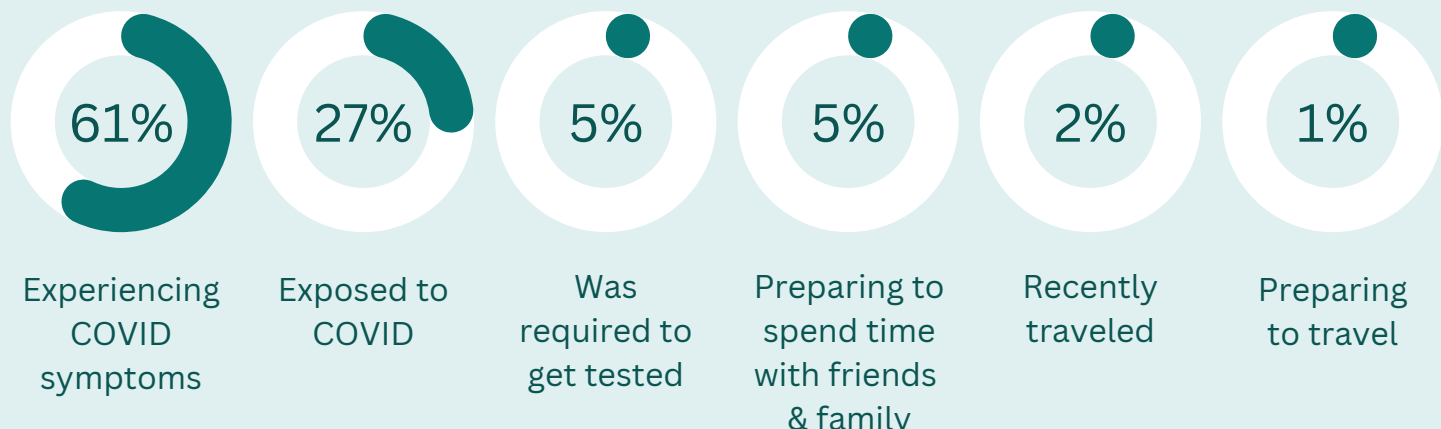 61%
27%
5%
5%
2%
1%
Experiencing
COVID
symptoms
Exposed to
COVID
Was
required to
get tested
Preparing to
spend time
with friends
& family
Recently
traveled
Preparing
to travel